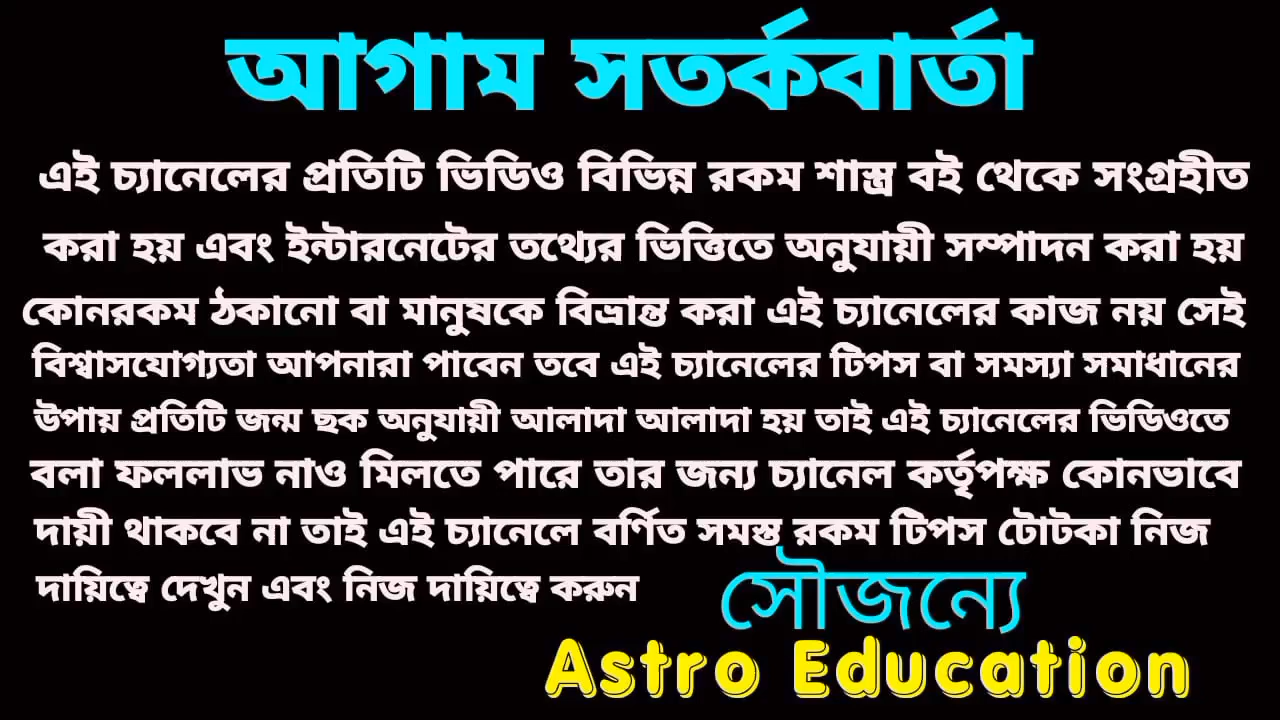 আগাম সতর্কবার্তা
এই চ্যানেলের প্রতিটি ভিডিও বিভিন্ন রকম শাস্ত্র বই থেকে সংগ্রহীত
করা হয় এবং ইন্টারনেটের তথ্যের ভিত্তিতে অনুযায়ী সম্পাদন করা হয়
কোনরকম ঠকানো বা মানুষকে বিভ্রান্ত করা এই চ্যানেলের কাজ নয় সেই
বিশ্বাসযোগ্যতা আপনারা পাবেন তবে এই চ্যানেলের টিপস বা সমস্যা সমাধানের
উপায় প্রতিটি জন্ম ছক অনুযায়ী আলাদা আলাদা হয় তাই এই চ্যানেলের ভিডিওতে
বলা ফললাভ নাও মিলতে পারে তার জন্য চ্যানেল কর্তৃপক্ষ কোনভাবে
দায়ী থাকবে না তাই এই চ্যানেলে বর্ণিত সমস্ত রকম টিপস টোটকা নিজ
দায়িত্বে দেখুন এবং নিজ দায়িত্বে করুন
সৌজন্যে
Astro Education